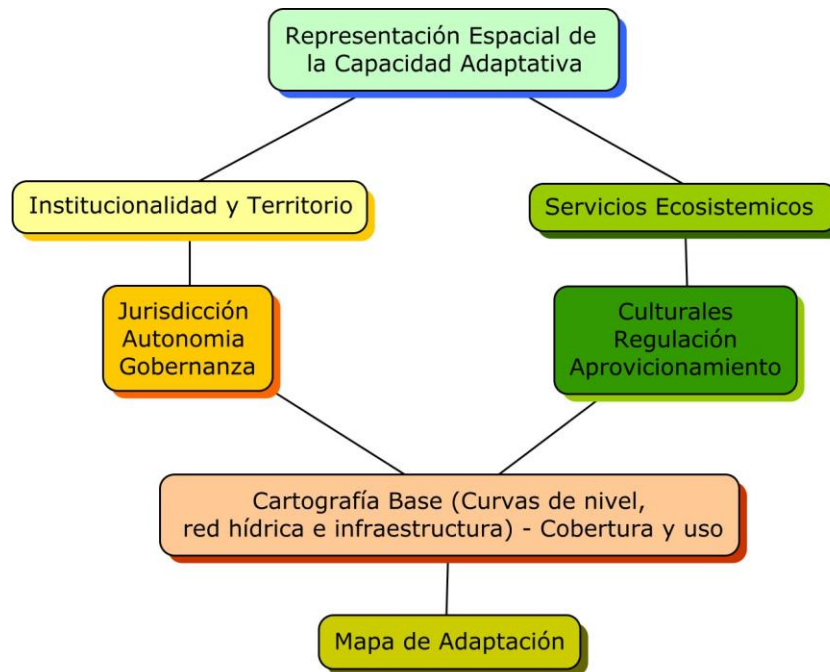 Representación Espacial de
la Capacidad Adaptativa
Institucionalidad y Territorio
Servicios Ecosistemicos
Jurisdicción
Autonomia
Gobernanza
Culturales
Regulación
Aprovicionamiento
Cartografía Base (Curvas de nivel,
red hídrica e infraestructura) - Cobertura y uso
Mapa de Adaptación